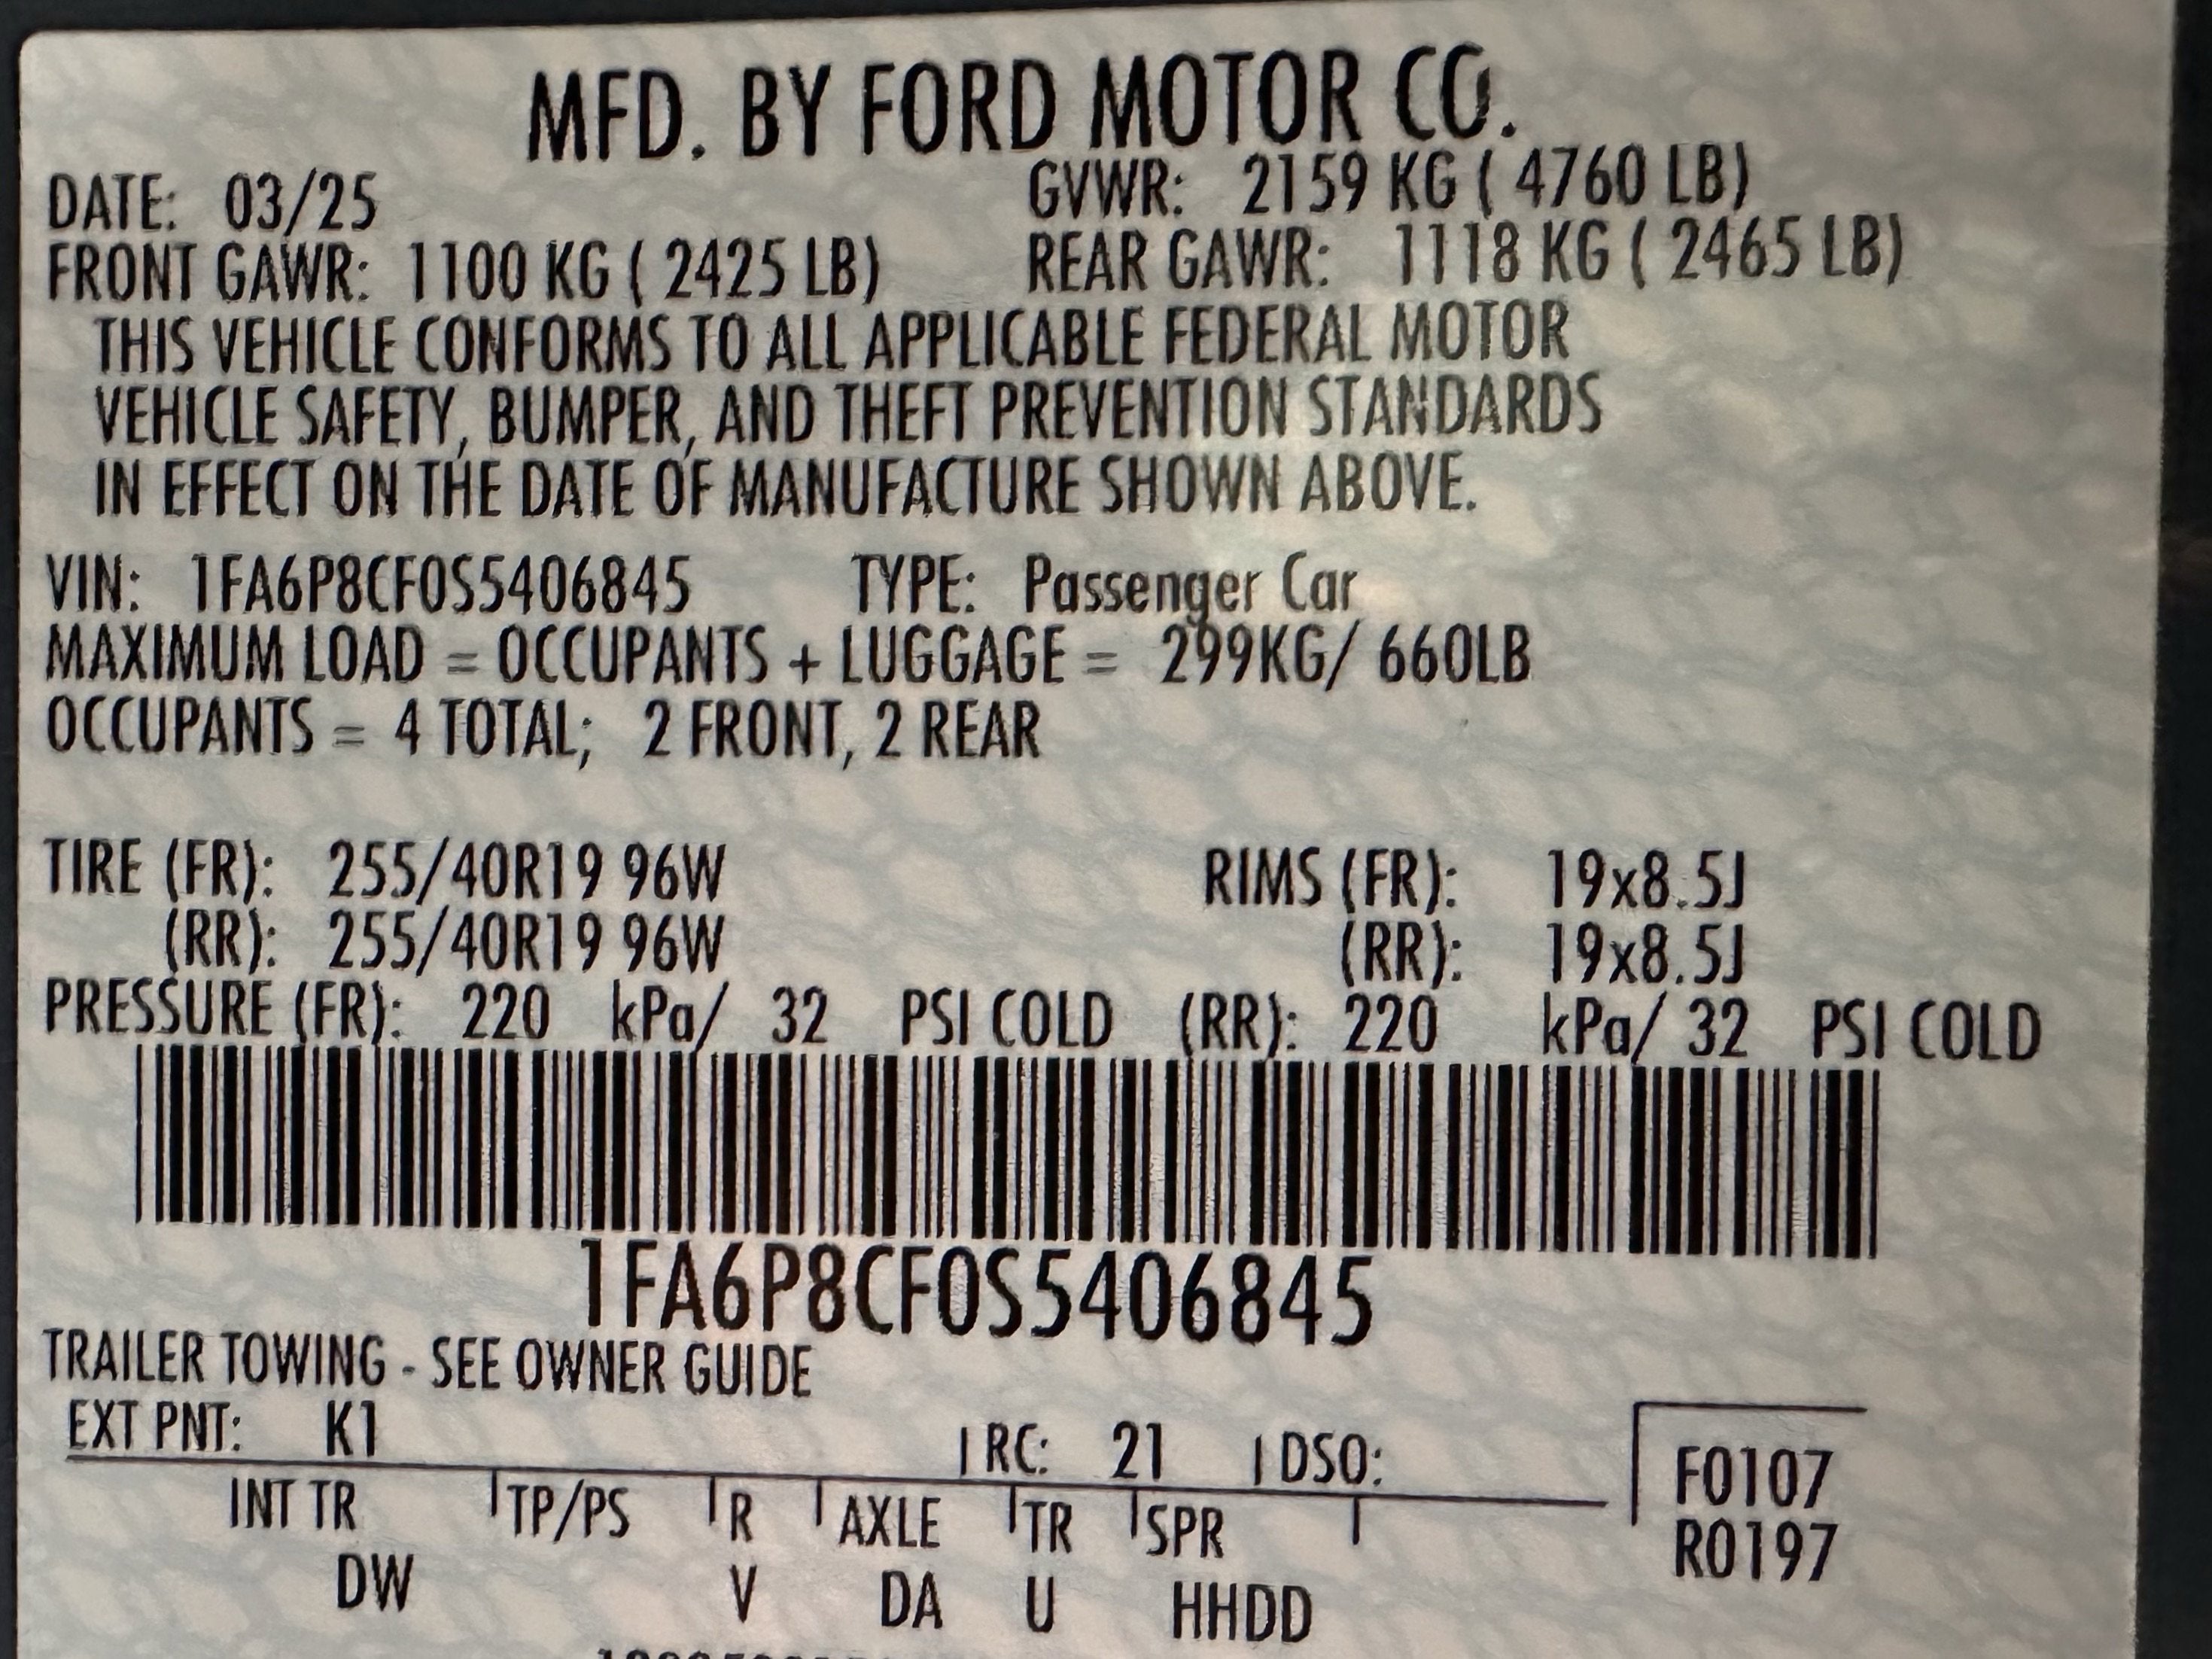 MFD. BY FORD MOTOR CO.
DATE: 03/25 GVWR: 2159 KG ( 4760 LB)
FRONT GAWR: 1100 KG ( 2425 LB) REAR GAWR: 1118 KG ( 2465 LB)
THIS VEHICLE CONFORMS TO ALL APPLICABLE FEDERAL MOTOR
VEHICLE SAFETY, BUMPER, AND THEFT PREVENTION STANDARDS
IN EFFECT ON THE DATE OF MANUFACTURE SHOWN ABOVE.
VIN: 1FA6P8CF0S5406845 TYPE: Passenger Car
MAXIMUM LOAD = OCCUPANTS + LUGGAGE = 299KG/ 660LB
OCCUPANTS = 4 TOTAL; 2 FRONT, 2 REAR
TIRE (FR): 255/40R19 96W RIMS (FR): 19x8.5J
(RR): 255/40R19 96W (RR): 19x8.5J
PRESSURE (FR): 220 kPa/ 32 PSI COLD (RR): 220 kPa/ 32 PSI COLD
1FA6P8CF0S5406845
TRAILER TOWING - SEE OWNER GUIDE
EXT PNT: K1 RC: 21 DSO:
F0107
INT TR TP/PS R AXLE TR SPR
R0197
DW V DA U HHDD